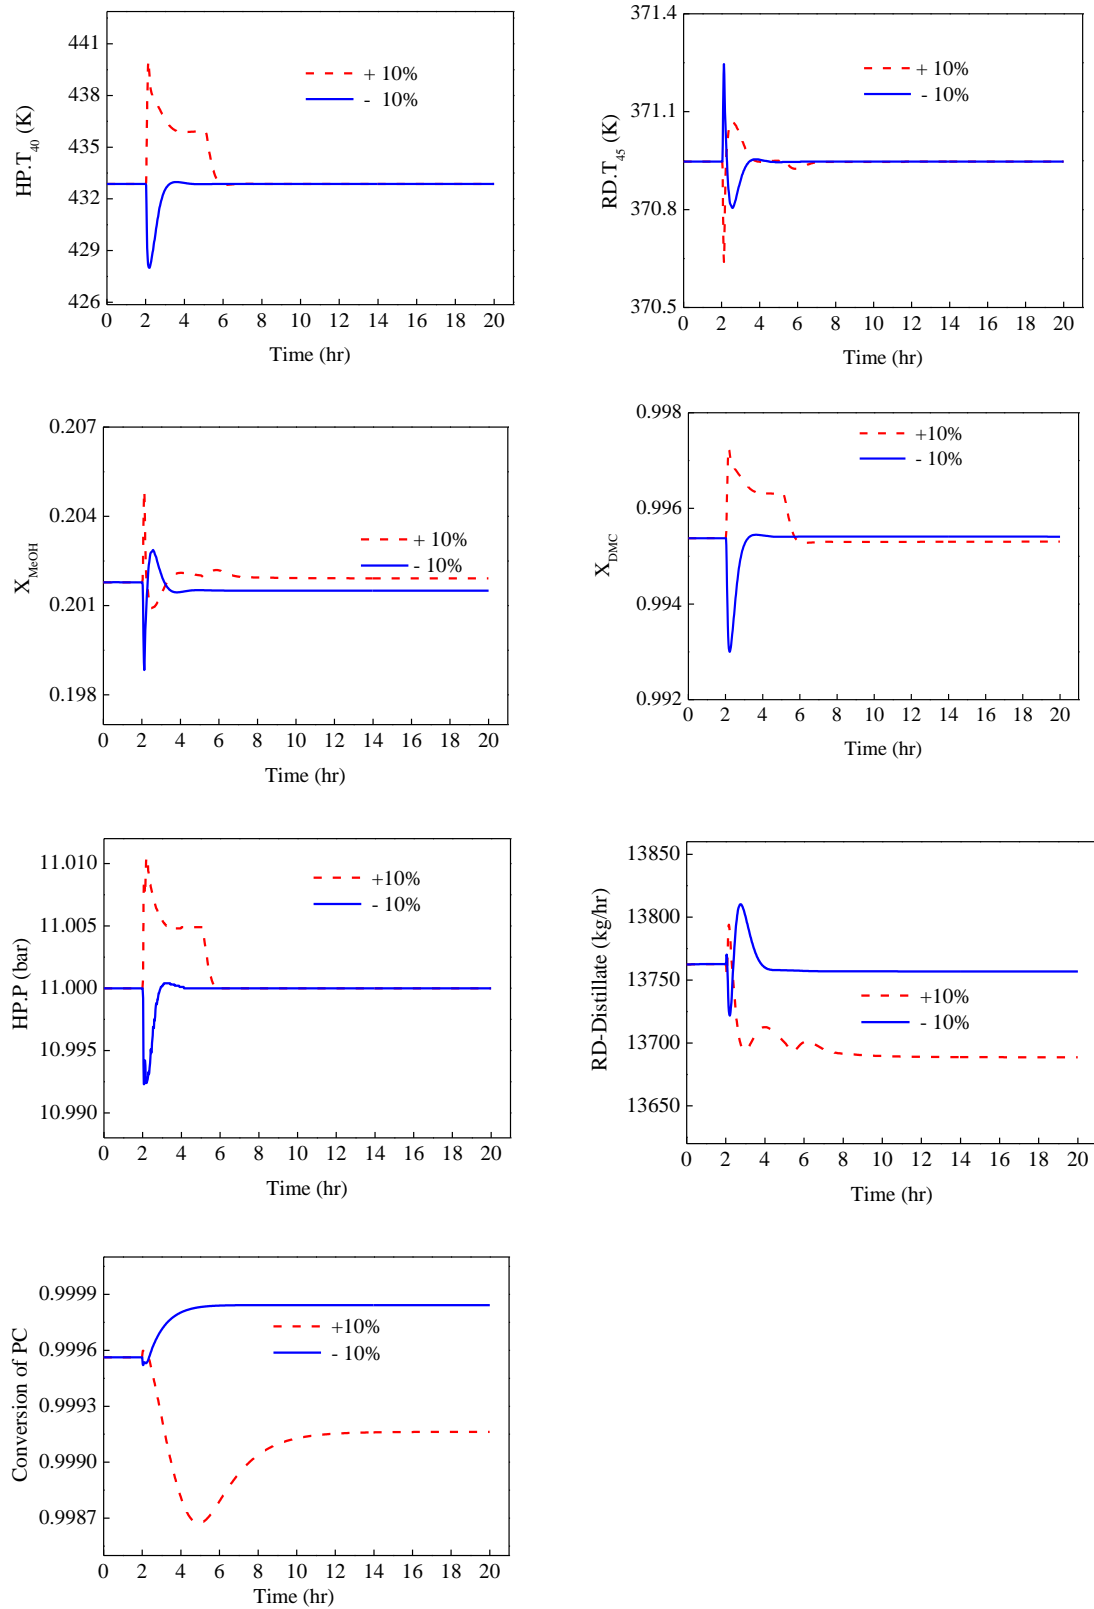 441
438
435
432
429
426
HP.T40 (K)
+ 10%
- 10%
0 2 4 6 8 10 12 14 16 18 20
Time (hr)
371.4
371.1
370.8
370.5
RD.T45 (K)
+ 10%
- 10%
0 2 4 6 8 10 12 14 16 18 20
Time (hr)
0.207
0.204
0.201
0.198
XMeOH
+ 10%
- 10%
0 2 4 6 8 10 12 14 16 18 20
Time (hr)
0.998
0.996
0.994
0.992
XDMC
+10%
- 10%
0 2 4 6 8 10 12 14 16 18 20
Time (hr)
11.010
11.005
11.000
10.995
10.990
HP.P (bar)
+10%
- 10%
0 2 4 6 8 10 12 14 16 18 20
Time (hr)
13850
13800
13750
13700
13650
RD-Distillate (kg/hr)
+10%
- 10%
0 2 4 6 8 10 12 14 16 18 20
Time (hr)
0.9999
0.9996
0.9993
0.9990
0.9987
Conversion of PC
+10%
- 10%
0 2 4 6 8 10 12 14 16 18 20
Time (hr)